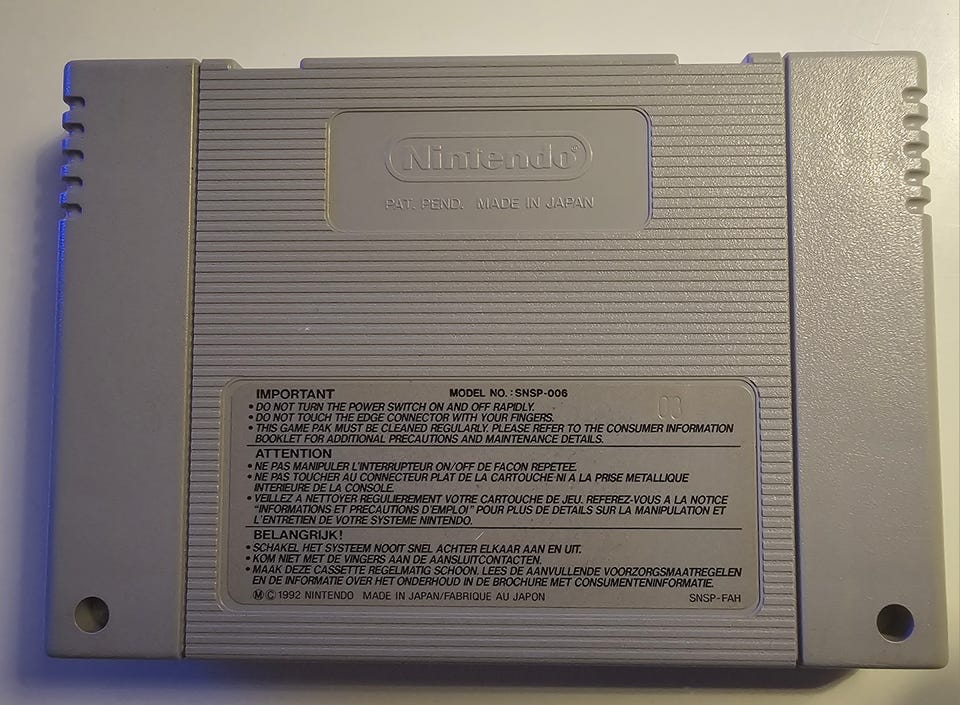 Nintendo®
PAT. PEND. MADE IN JAPAN
IMPORTANT MODEL NO. : SNSP-006
• DO NOT TURN THE POWER SWITCH ON AND OFF RAPIDLY.
• DO NOT TOUCH THE EDGE CONNECTOR WITH YOUR FINGERS.
• THIS GAME PAK MUST BE CLEANED REGULARLY. PLEASE REFER TO THE CONSUMER INFORMATION
BOOKLET FOR ADDITIONAL PRECAUTIONS AND MAINTENANCE DETAILS.
03
ATTENTION
• NE PAS MANIPULER L'INTERRUPTEUR ON/OFF DE FACON REPETEE.
• NE PAS TOUCHER AU CONNECTEUR PLAT DE LA CARTOUCHE NI A LA PRISE METALLIQUE
INTERIEURE DE LA CONSOLE.
• VEILLEZ A NETTOYER REGULIEREMENT VOTRE CARTOUCHE DE JEU. REFEREZ-VOUS A LA NOTICE
"INFORMATIONS ET PRECAUTIONS D'EMPLOI" POUR PLUS DE DETAILS SUR LA MANIPULATION ET
L'ENTRETIEN DE VOTRE SYSTEME NINTENDO.
BELANGRIJK!
• SCHAKEL HET SYSTEEM NOOIT SNEL ACHTER ELKAAR AAN EN UIT.
• KOM NIET MET DE VINGERS AAN DE AANSLUITCONTACTEN.
• MAAK DEZE CASSETTE REGELMATIG SCHOON. LEES DE AANVULLENDE VOORZORGSMAATREGELEN
EN DE INFORMATIE OVER HET ONDERHOUD IN DE BROCHURE MET CONSUMENTENINFORMATIE.
Ⓜ © 1992 NINTENDO MADE IN JAPAN/FABRIQUE AU JAPON SNSP-FAH